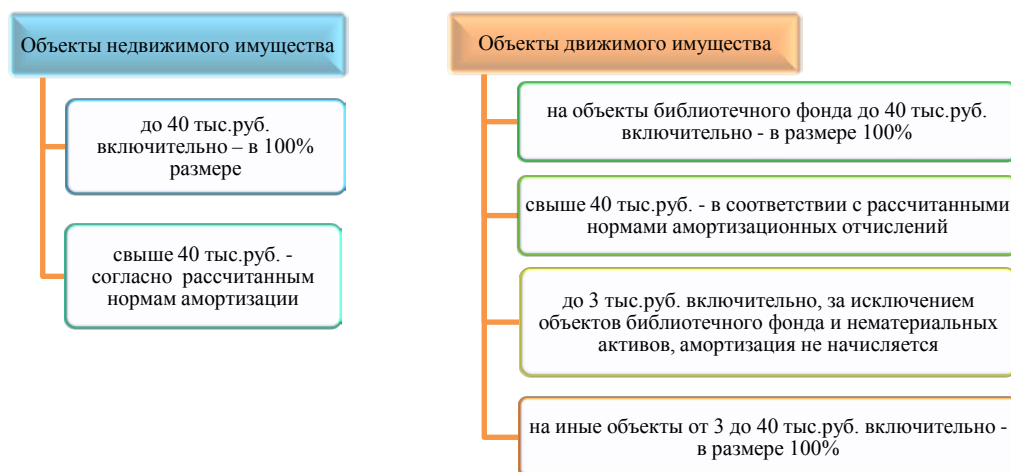 Объекты недвижимого имущества
до 40 тыс.руб.
включительно – в 100%
размере
свыше 40 тыс.руб. -
согласно рассчитанным
нормам амортизации
Объекты движимого имущества
на объекты библиотечного фонда до 40 тыс.руб.
включительно - в размере 100%
свыше 40 тыс.руб. - в соответствии с рассчитанными
нормами амортизационных отчислений
до 3 тыс.руб. включительно, за исключением
объектов библиотечного фонда и нематериальных
активов, амортизация не начисляется
на иные объекты от 3 до 40 тыс.руб. включительно -
в размере 100%